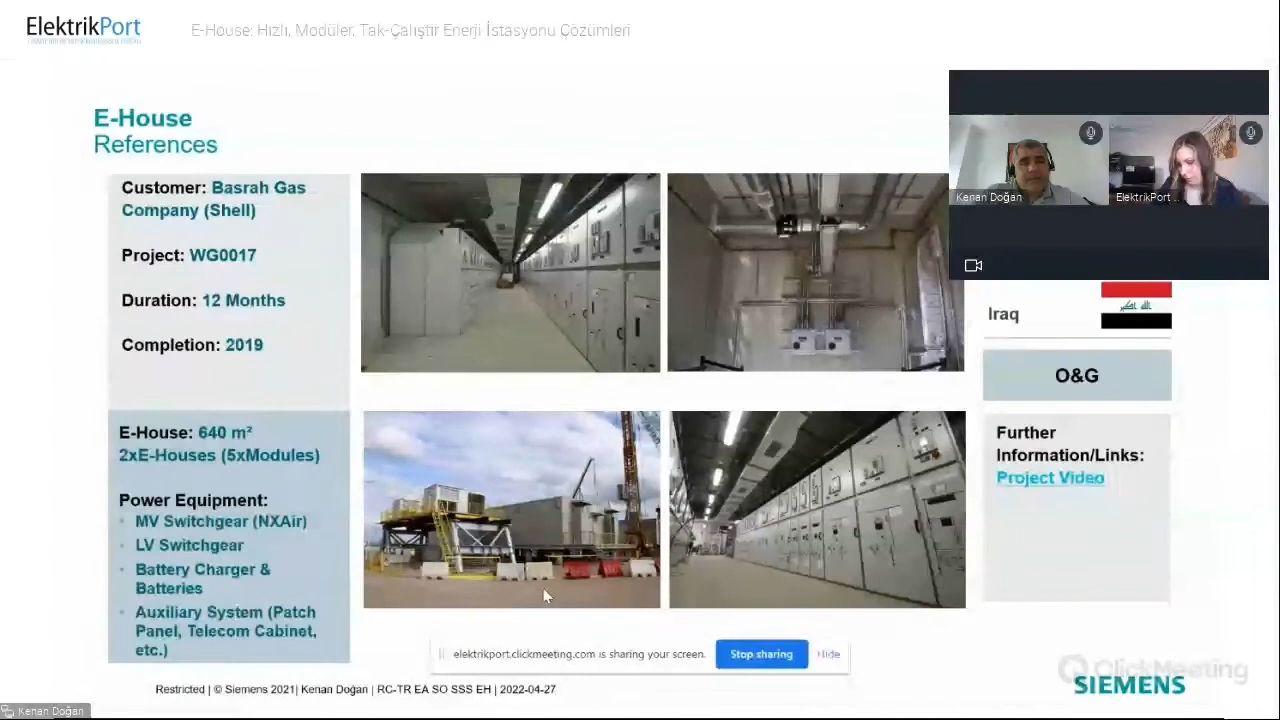 ElektrikPort
E-House: Hızlı, Modüler, Tak-Çalıştır Enerji İstasyonu Çözümleri
E-House
References
Customer: Basrah Gas
Company (Shell)
Project: WG0017
Duration: 12 Months
Completion: 2019
E-House: 640 m²
2xE-Houses (5xModules)
Power Equipment:
MV Switchgear (NXAir)
LV Switchgear
Battery Charger &
Batteries
Auxiliary System (Patch
Panel, Telecom Cabinet,
etc.)
Kenan Doğan
ElektrikPort ..
Iraq
الله اكبر
O&G
Further
Information/Links:
Project Video
elektrikport.clickmeeting.com is sharing your screen.
Stop sharing
Hide
ClickMeeting
SIEMENS
Restricted | © Siemens 2021| Kenan Doğan | RC-TR EA SO SSS EH | 2022-04-27
Kenan Doğan